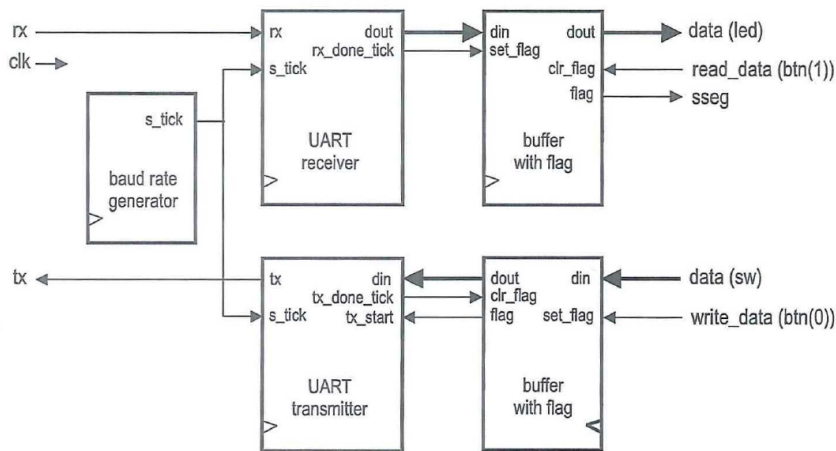 rx
clk
rx
dout
rx_done_tick
s_tick
UART
receiver
din
dout
set_flag
clr_flag
flag
buffer
with flag
data (led)
read_data (btn(1))
sseg
s_tick
baud rate
generator
tx
tx
din
tx_done_tick
s_tick
tx_start
UART
transmitter
dout
din
clr_flag
flag
set_flag
buffer
with flag
data (sw)
write_data (btn(0))